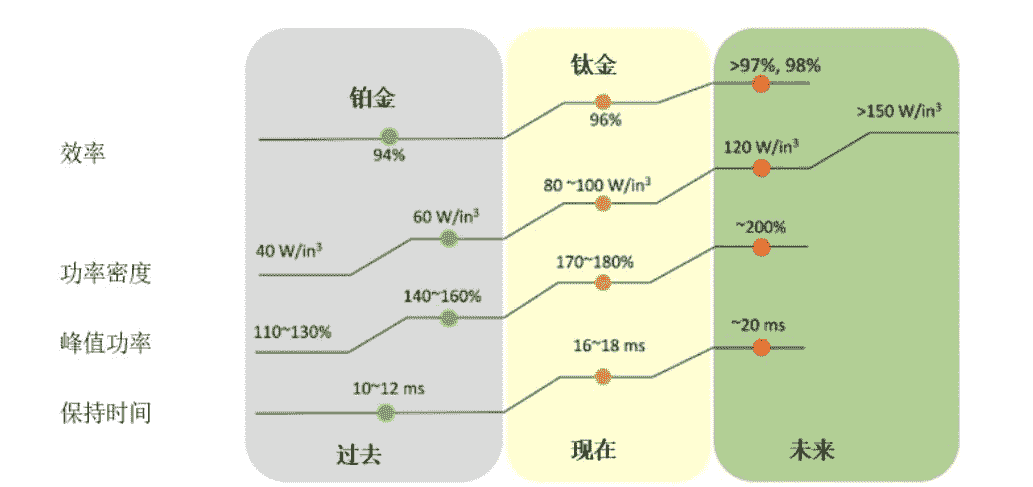 铂金
钛金
>97%, 98%
效率
94%
96%
>150 W/in³
120 W/in³
80 ~100 W/in³
60 W/in³
40 W/in³
功率密度
~200%
170~180%
140~160%
110~130%
峰值功率
~20 ms
16~18 ms
10~12 ms
保持时间
过去
现在
未来